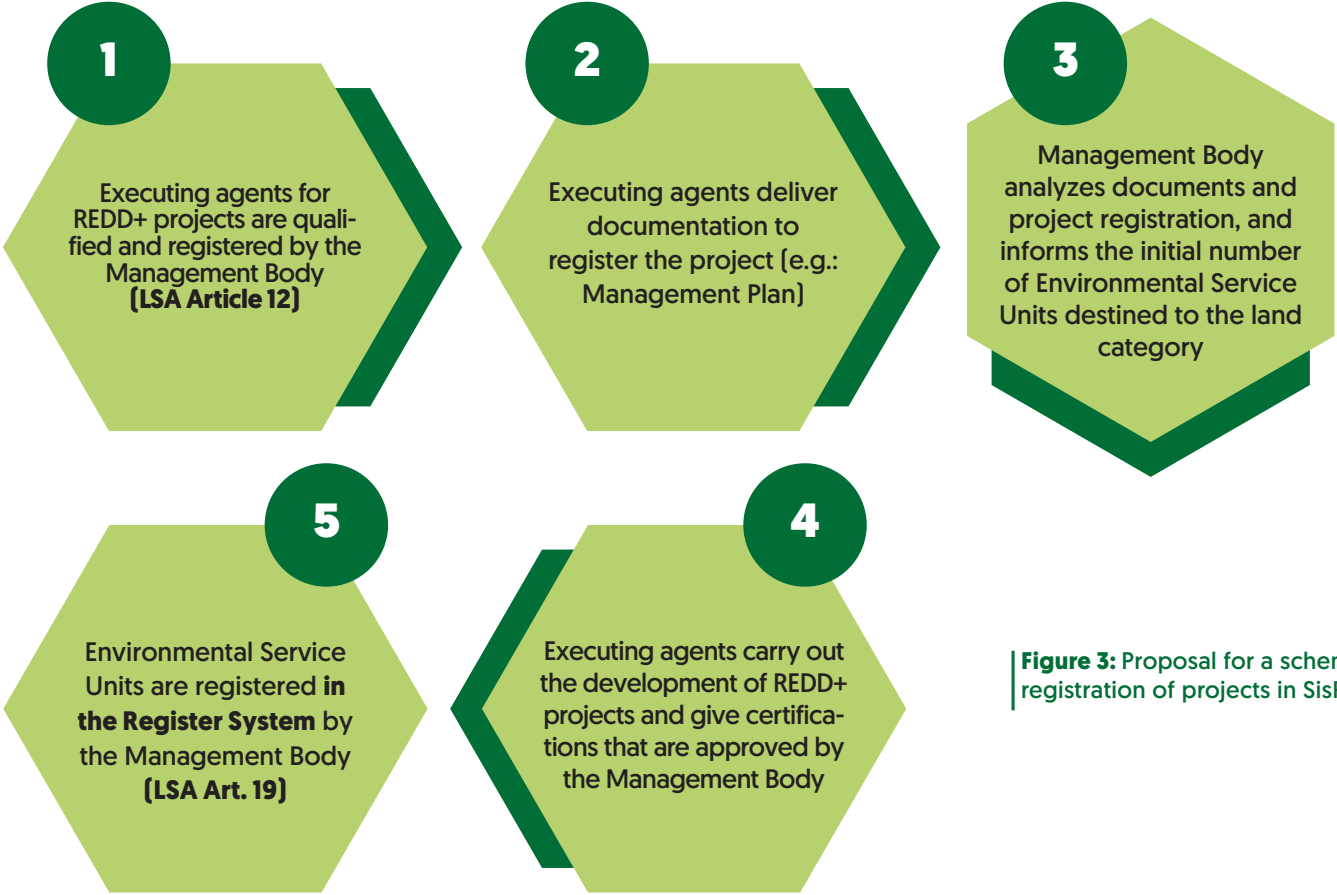 1
Executing agents for
REDD+ projects are quali-
fied and registered by the
Management Body
(LSA Article 12)
2
Executing agents deliver
documentation to
register the project (e.g.:
Management Plan)
3
Management Body
analyzes documents and
project registration, and
informs the initial number
of Environmental Service
Units destined to the land
category
4
Executing agents carry out
the development of REDD+
projects and give certifica-
tions that are approved by
the Management Body
5
Environmental Service
Units are registered in
the Register System by
the Management Body
(LSA Art. 19)
Figure 3: Proposal for a
registration of projects in